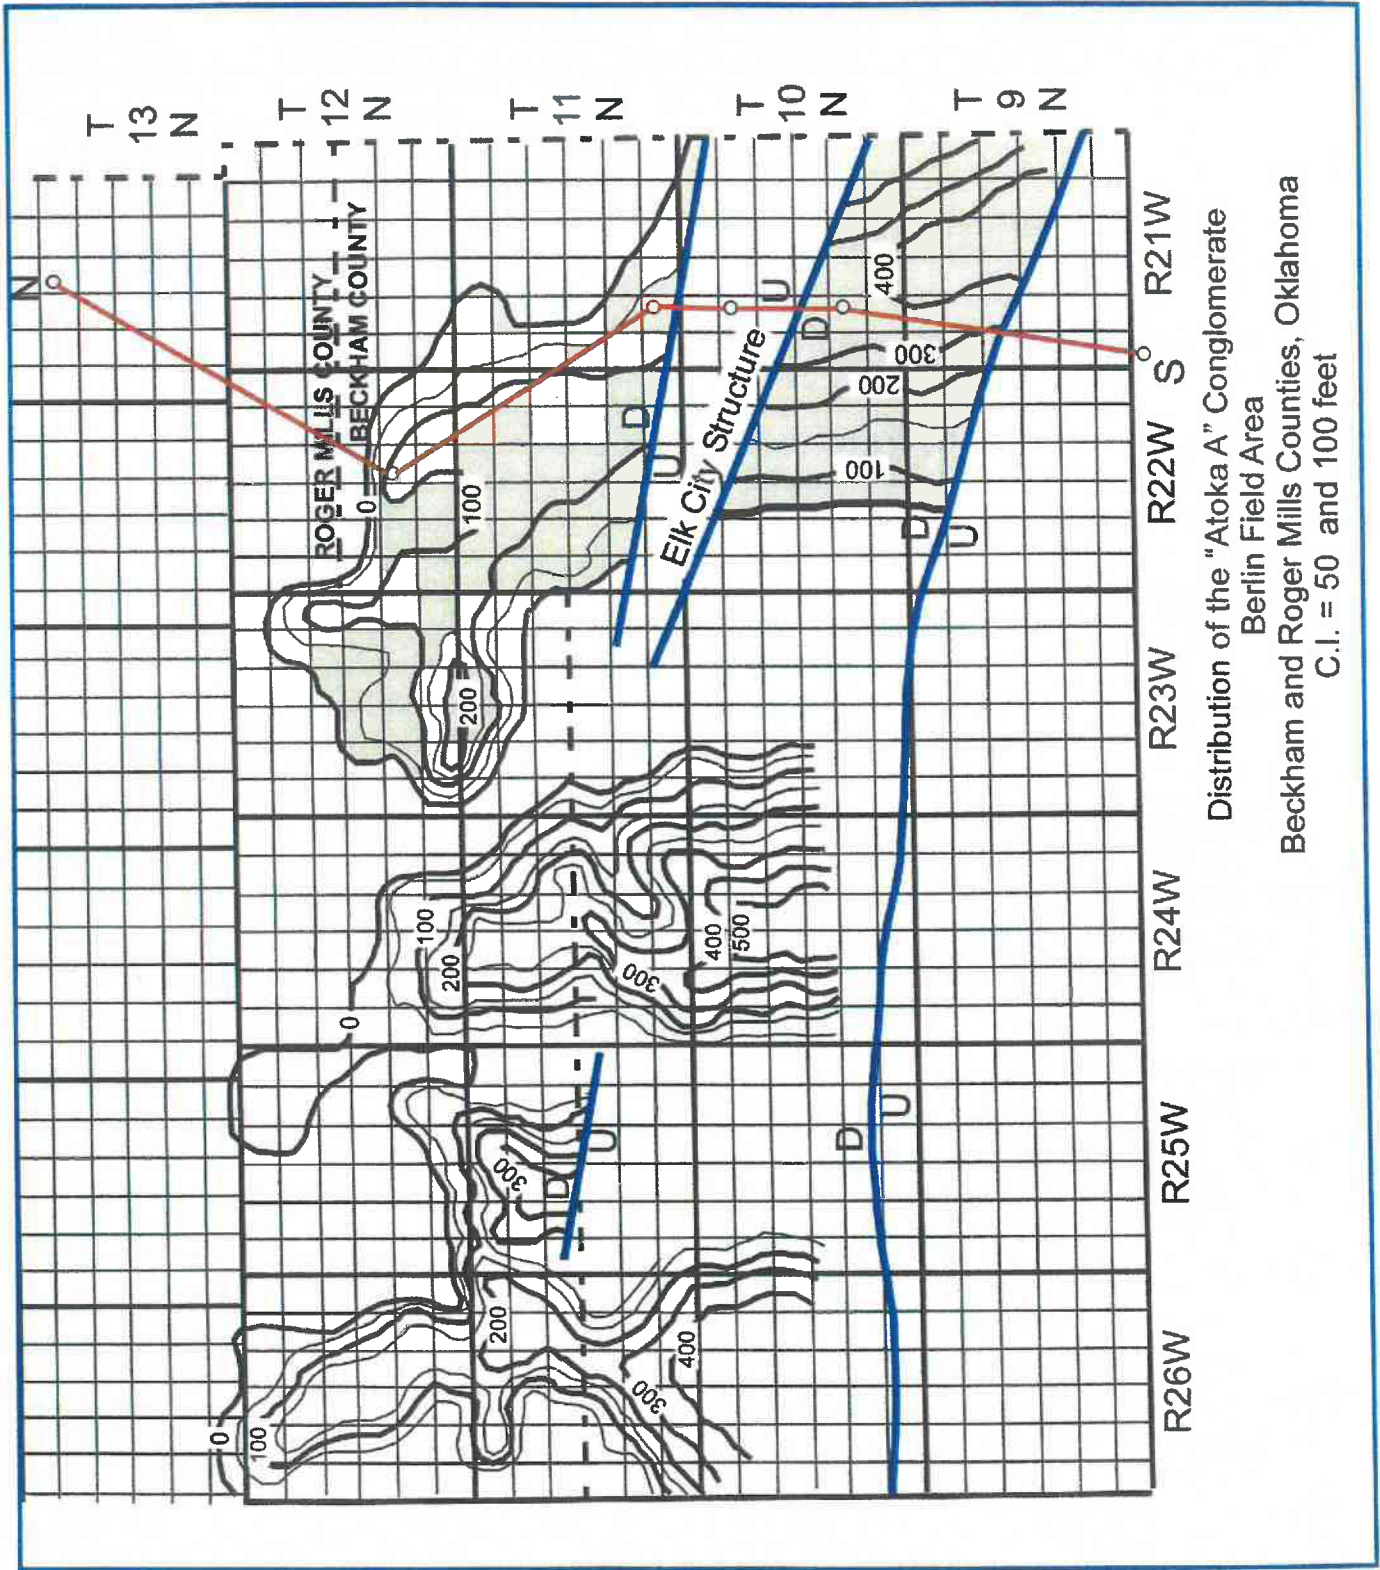 T
13
N
T
12
N
T
11
N
T
10
N
T
9
N
N
ROGER MILLS COUNTY
BECKHAM COUNTY
0
100
D
U
Elk City Structure
U
D
400
300
200
100
D
U
200
0
100
200
300
400
500
300
D
U
D
U
0
100
200
300
400
S
R21W
R22W
R23W
R24W
R25W
R26W
Distribution of the "Atoka A" Conglomerate
Berlin Field Area
Beckham and Roger Mills Counties, Oklahoma
C.I. = 50 and 100 feet